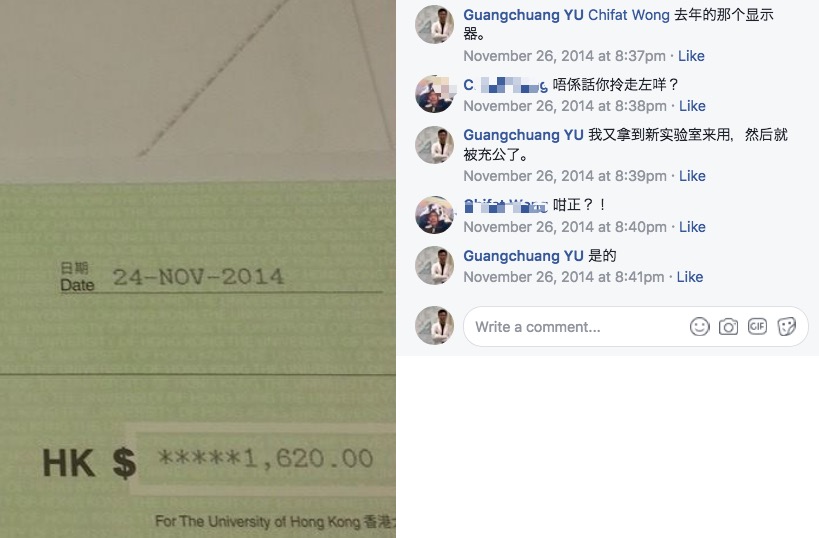 日期
Date 24-NOV-2014
HK $ *****1,620.00
For The University of Hong Kong 香港
Guangchuang YU Chifat Wong 去年的那个显示
器。
November 26, 2014 at 8:37pm · Like
唔係話你拎走左咩？
November 26, 2014 at 8:38pm · Like
Guangchuang YU 我又拿到新实验室来用，然后就
被充公了。
November 26, 2014 at 8:39pm · Like
咁正？！
November 26, 2014 at 8:40pm · Like
Guangchuang YU 是的
November 26, 2014 at 8:41pm · Like
Write a comment...
GIF